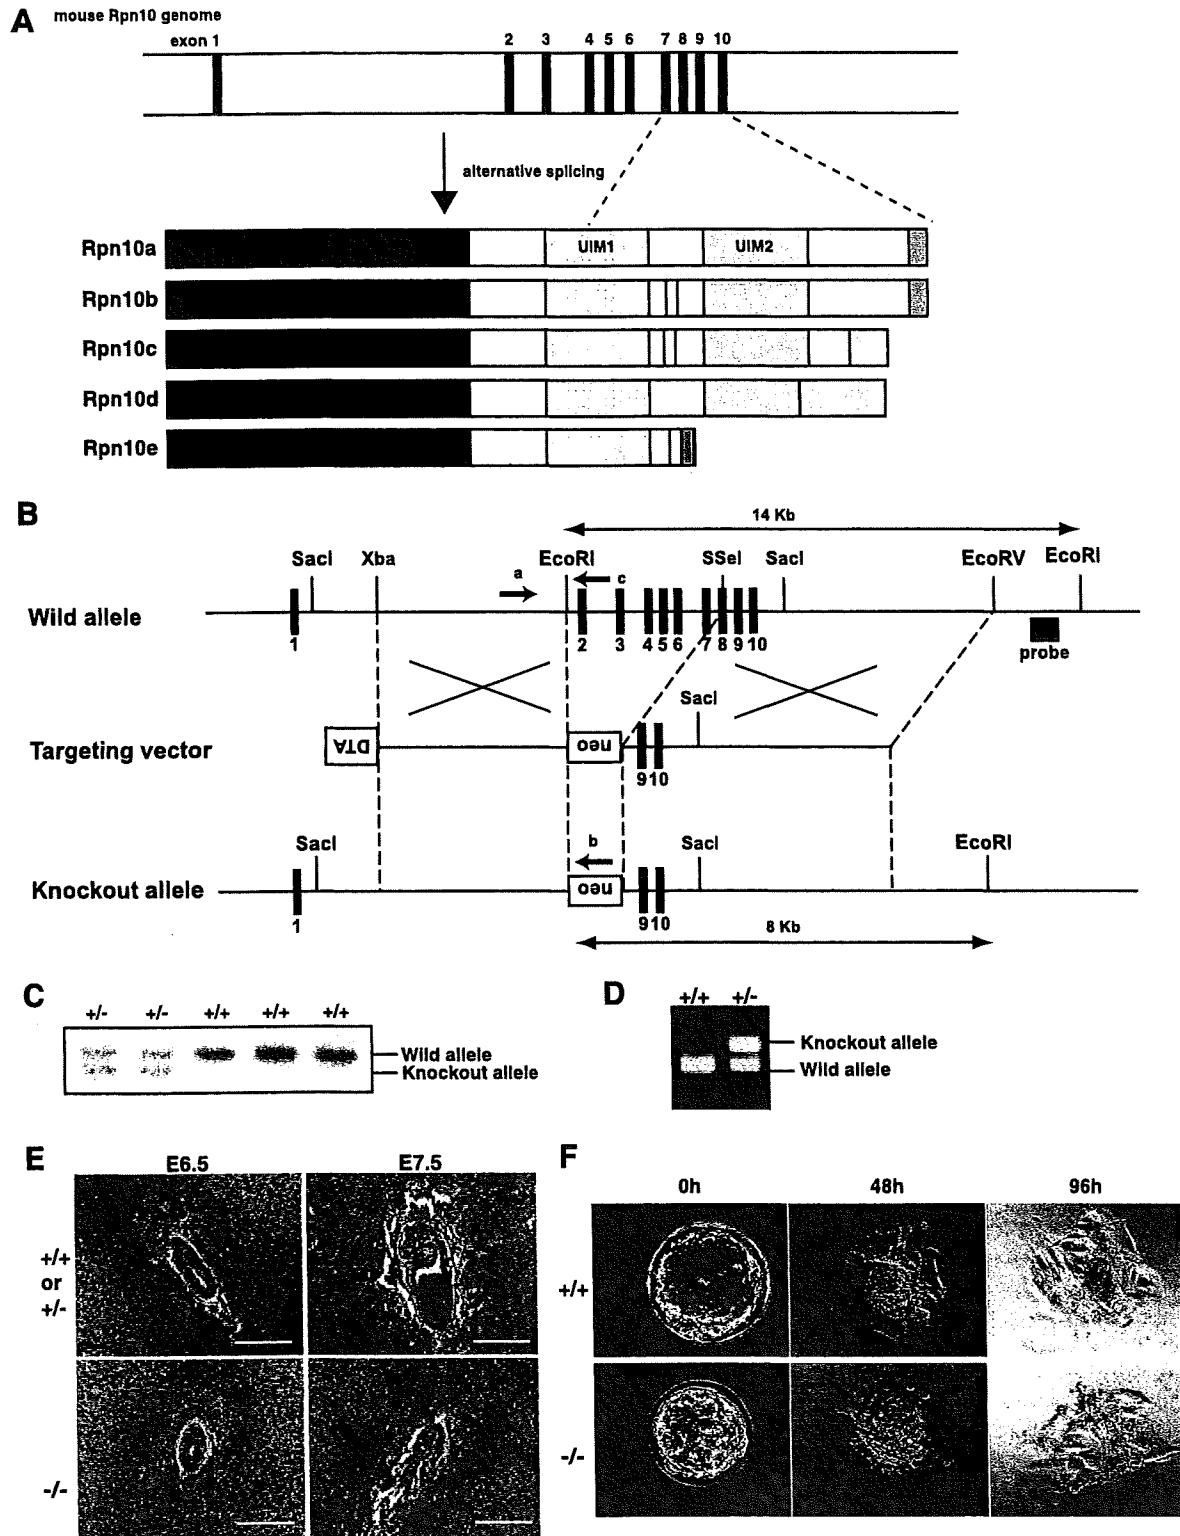 A mouse Rpn10 genome
exon 1 2 3 4 5 6 7 8 9 10
alternative splicing
Rpn10a UIM1 UIM2
Rpn10b
Rpn10c
Rpn10d
Rpn10e
B
14 Kb
SacI Xba EcoRI SSeI SacI EcoRV EcoRI
a c
Wild allele
1 2 3 4 5 6 7 8 9 10
probe
SacI
Targeting vector DTA neo
9 10
b
SacI SacI EcoRI
Knockout allele neo
1 9 10
8 Kb
C
+/- +/- +/+ +/+ +/+
Wild allele
Knockout allele
D
+/+ +/-
Knockout allele
Wild allele
E
E6.5 E7.5
+/+
or
+/-
-/-
F
0h 48h 96h
+/+
-/-